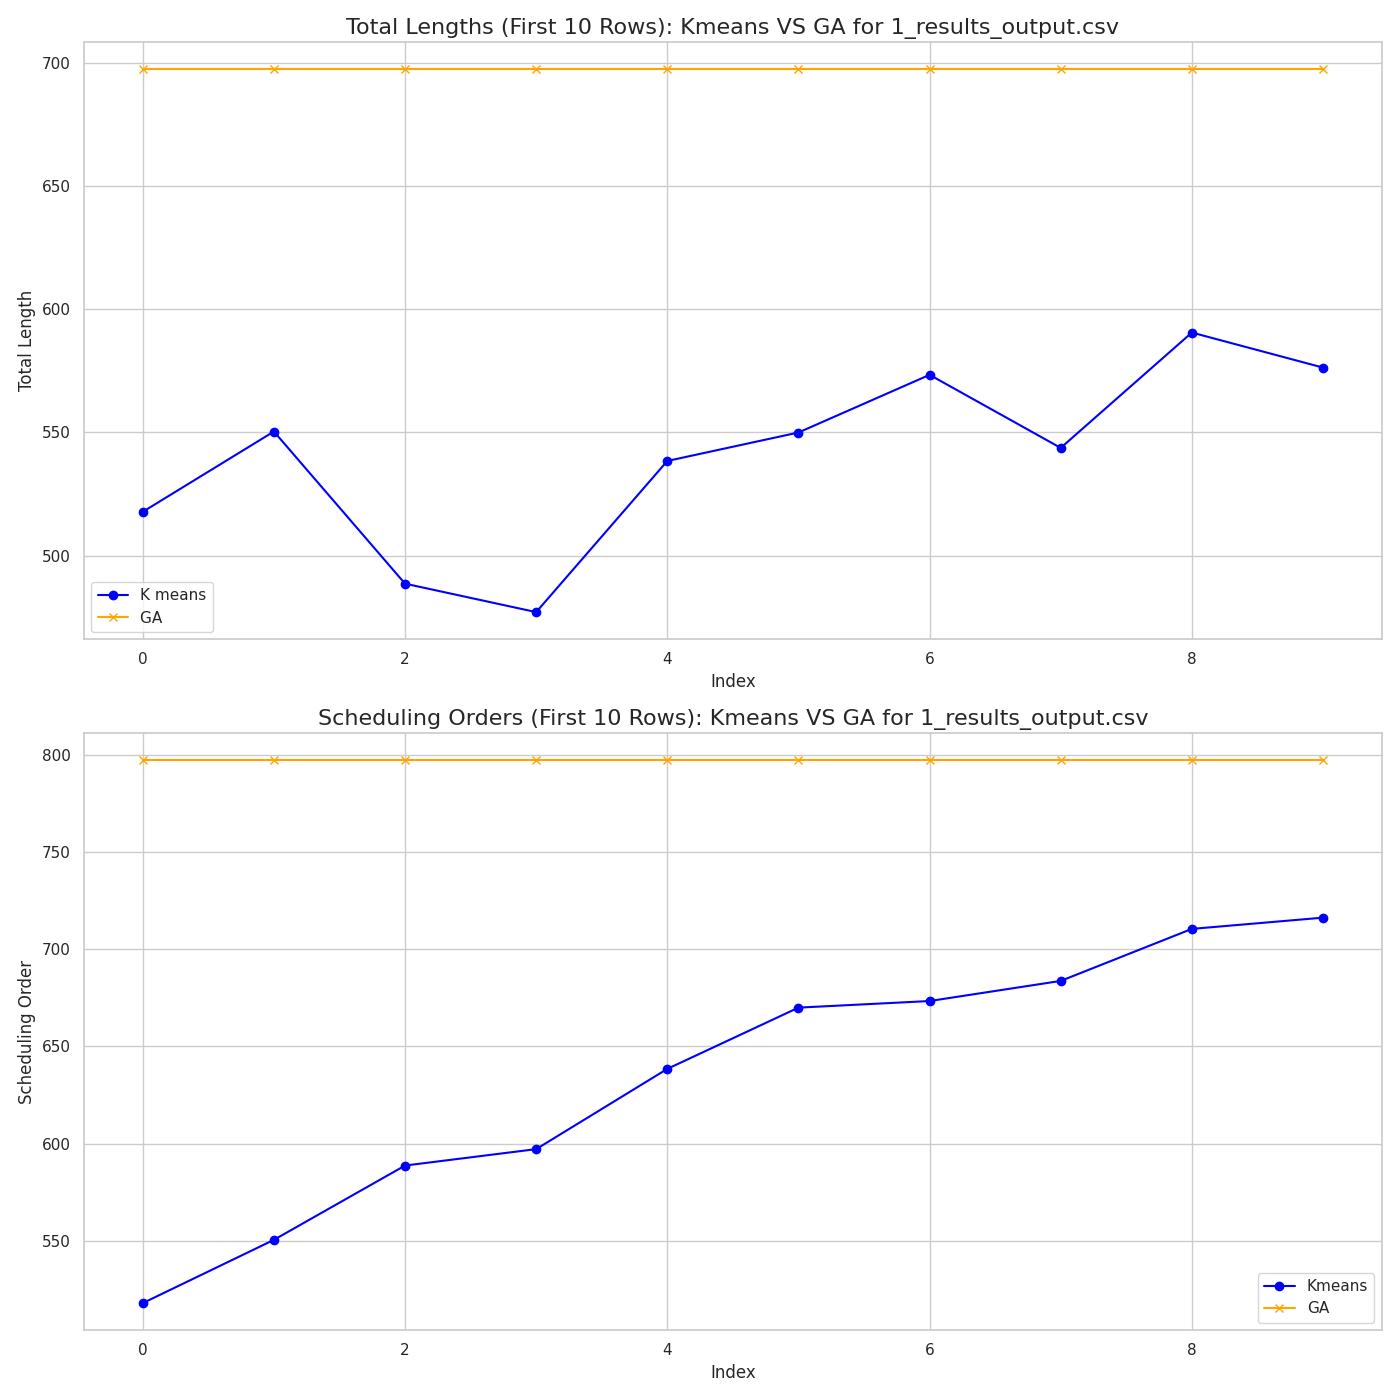 Total Lengths (First 10 Rows): Kmeans VS GA for 1_results_output.csv
700
650
600
550
500
Total Length
K means
GA
0 2 4 6 8
Index
Scheduling Orders (First 10 Rows): Kmeans VS GA for 1_results_output.csv
800
750
700
650
600
550
Scheduling Order
Kmeans
GA
0 2 4 6 8
Index